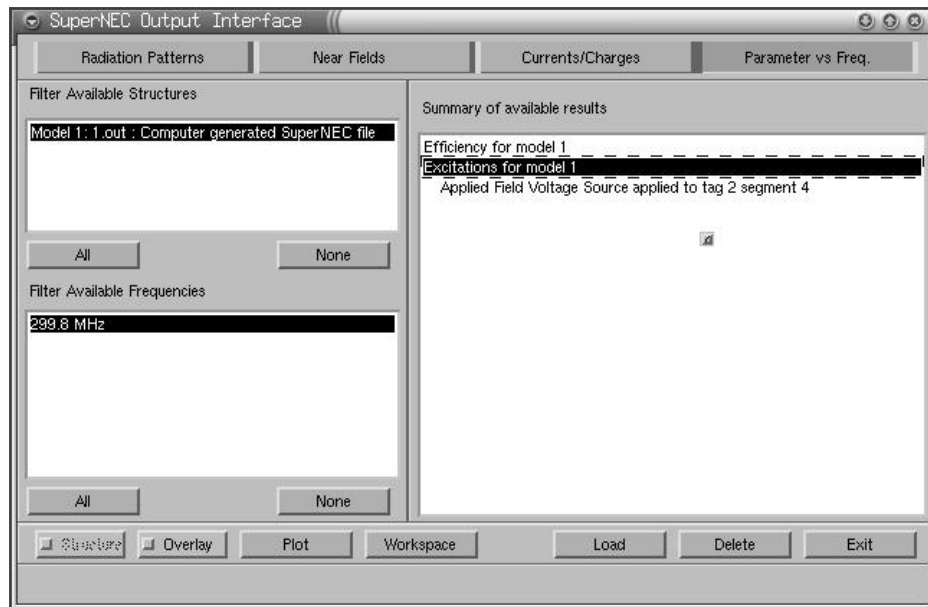 SuperNEC Output Interface
Radiation Patterns
Near Fields
Currents/Charges
Parameter vs Freq.
Filter Available Structures
Model 1: 1.out : Computer generated SuperNEC file
All
None
Filter Available Frequencies
299.8 MHz
All
None
Summary of available results
Efficiency for model 1
Excitations for model 1
Applied Field Voltage Source applied to tag 2 segment 4
Structure
Overlay
Plot
Workspace
Load
Delete
Exit